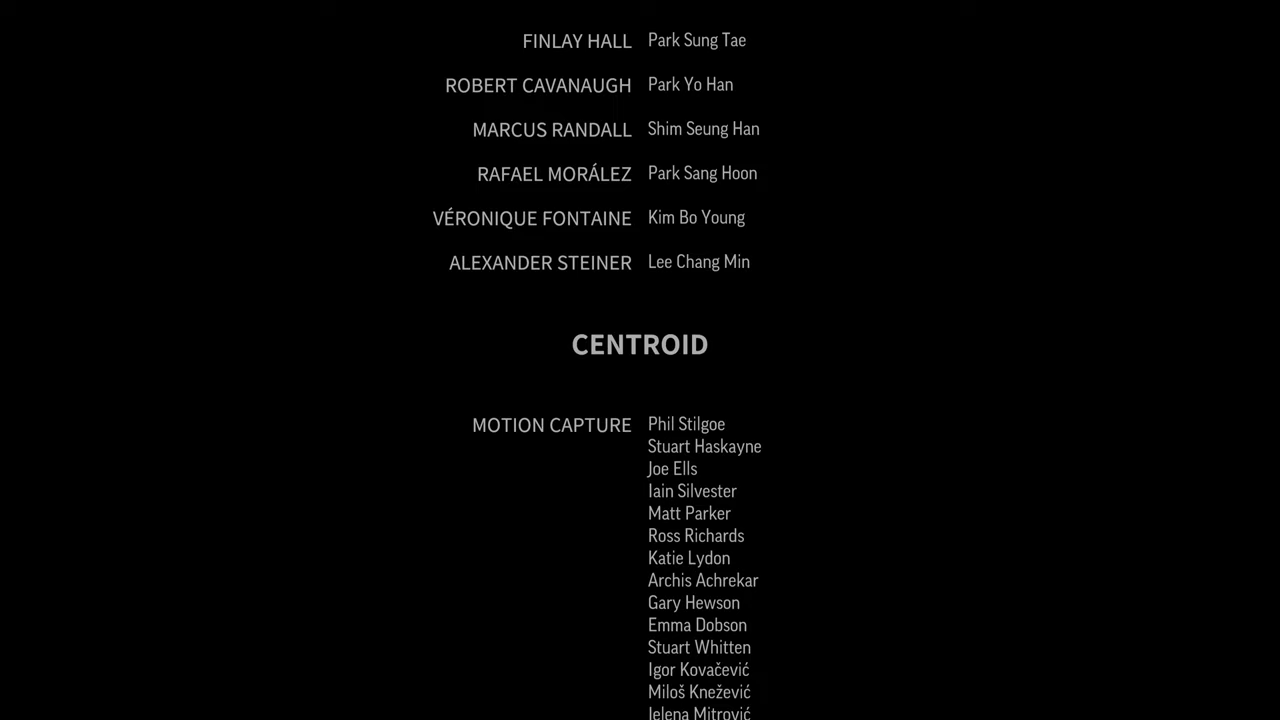 FINLAY HALL Park Sung Tae
ROBERT CAVANAUGH Park Yo Han
MARCUS RANDALL Shim Seung Han
RAFAEL MORÁLEZ Park Sang Hoon
VÉRONIQUE FONTAINE Kim Bo Young
ALEXANDER STEINER Lee Chang Min
CENTROID
MOTION CAPTURE Phil Stilgoe
Stuart Haskayne
Joe Ells
Iain Silvester
Matt Parker
Ross Richards
Katie Lydon
Archis Achrekar
Gary Hewson
Emma Dobson
Stuart Whitten
Igor Kovačević
Miloš Knežević
Jelena Mitrović